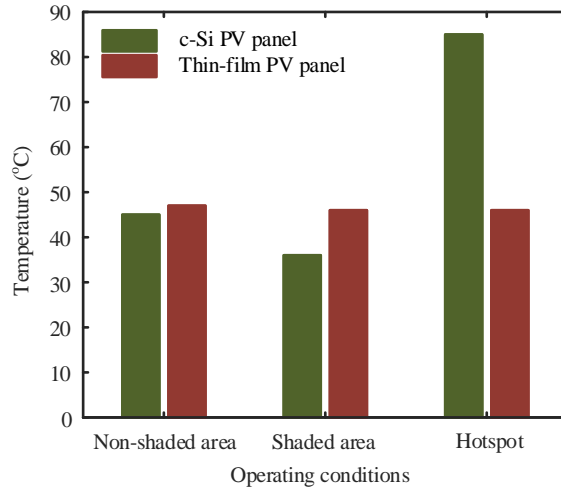 90
80
70
60
50
40
30
20
10
0
Temperature (°C)
c-Si PV panel
Thin-film PV panel
Non-shaded area
Shaded area
Hotspot
Operating conditions